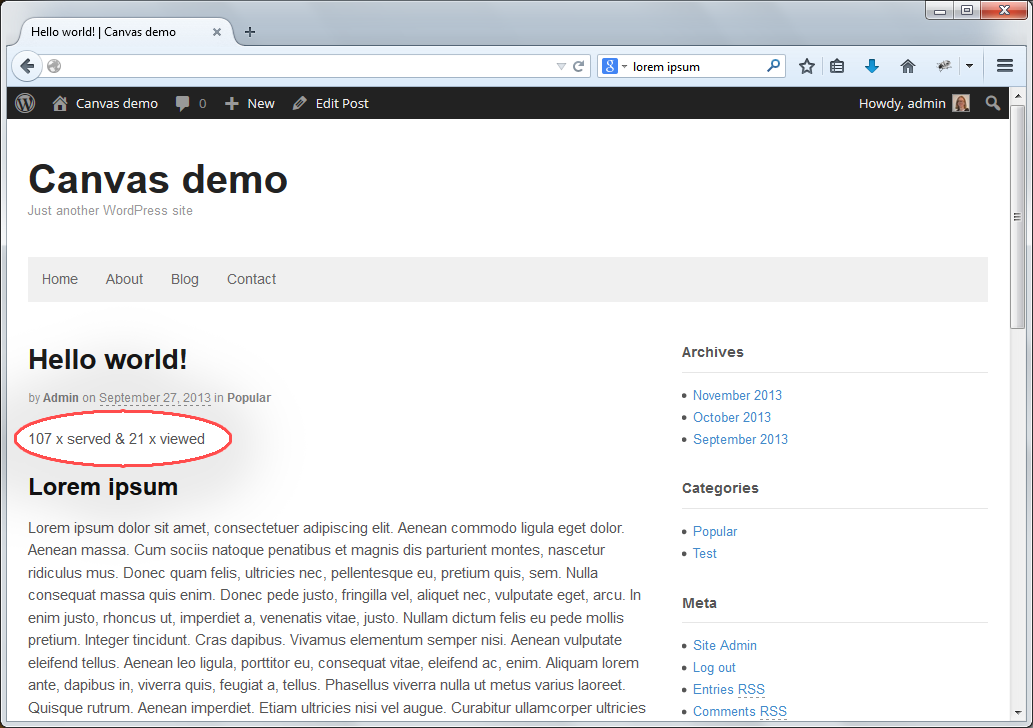 Hello world! | Canvas demo
lorem ipsum
Canvas demo 0 New Edit Post Howdy, admin
Canvas demo
Just another WordPress site
Home About Blog Contact
Hello world!
by Admin on September 27, 2013 in Popular
107 x served & 21 x viewed
Lorem ipsum
Lorem ipsum dolor sit amet, consectetuer adipiscing elit. Aenean commodo ligula eget dolor.
Aenean massa. Cum sociis natoque penatibus et magnis dis parturient montes, nascetur
ridiculus mus. Donec quam felis, ultricies nec, pellentesque eu, pretium quis, sem. Nulla
consequat massa quis enim. Donec pede justo, fringilla vel, aliquet nec, vulputate eget, arcu. In
enim justo, rhoncus ut, imperdiet a, venenatis vitae, justo. Nullam dictum felis eu pede mollis
pretium. Integer tincidunt. Cras dapibus. Vivamus elementum semper nisi. Aenean vulputate
eleifend tellus. Aenean leo ligula, porttitor eu, consequat vitae, eleifend ac, enim. Aliquam lorem
ante, dapibus in, viverra quis, feugiat a, tellus. Phasellus viverra nulla ut metus varius laoreet.
Quisque rutrum. Aenean imperdiet. Etiam ultricies nisi vel augue. Curabitur ullamcorper ultricies
Archives
November 2013
October 2013
September 2013
Categories
Popular
Test
Meta
Site Admin
Log out
Entries RSS
Comments RSS